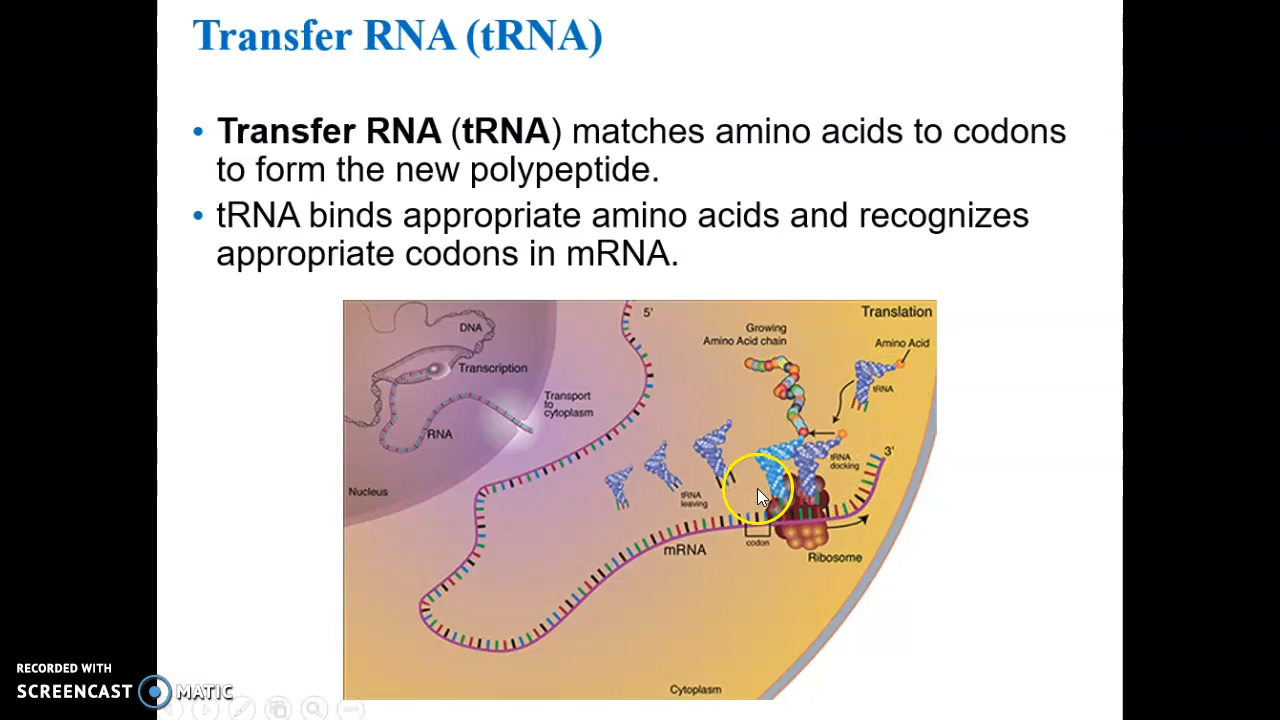 Transfer RNA (tRNA)
• Transfer RNA (tRNA) matches amino acids to codons
to form the new polypeptide.
• tRNA binds appropriate amino acids and recognizes
appropriate codons in mRNA.
5'
Translation
DNA
Growing
Amino Acid chain
Amino Acid
Transcription
tRNA
Transport
to
cytoplasm
RNA
3'
tRNA
docking
Nucleus
tRNA
leaving
codon
mRNA
Ribosome
Cytoplasm
RECORDED WITH
SCREENCAST MATIC